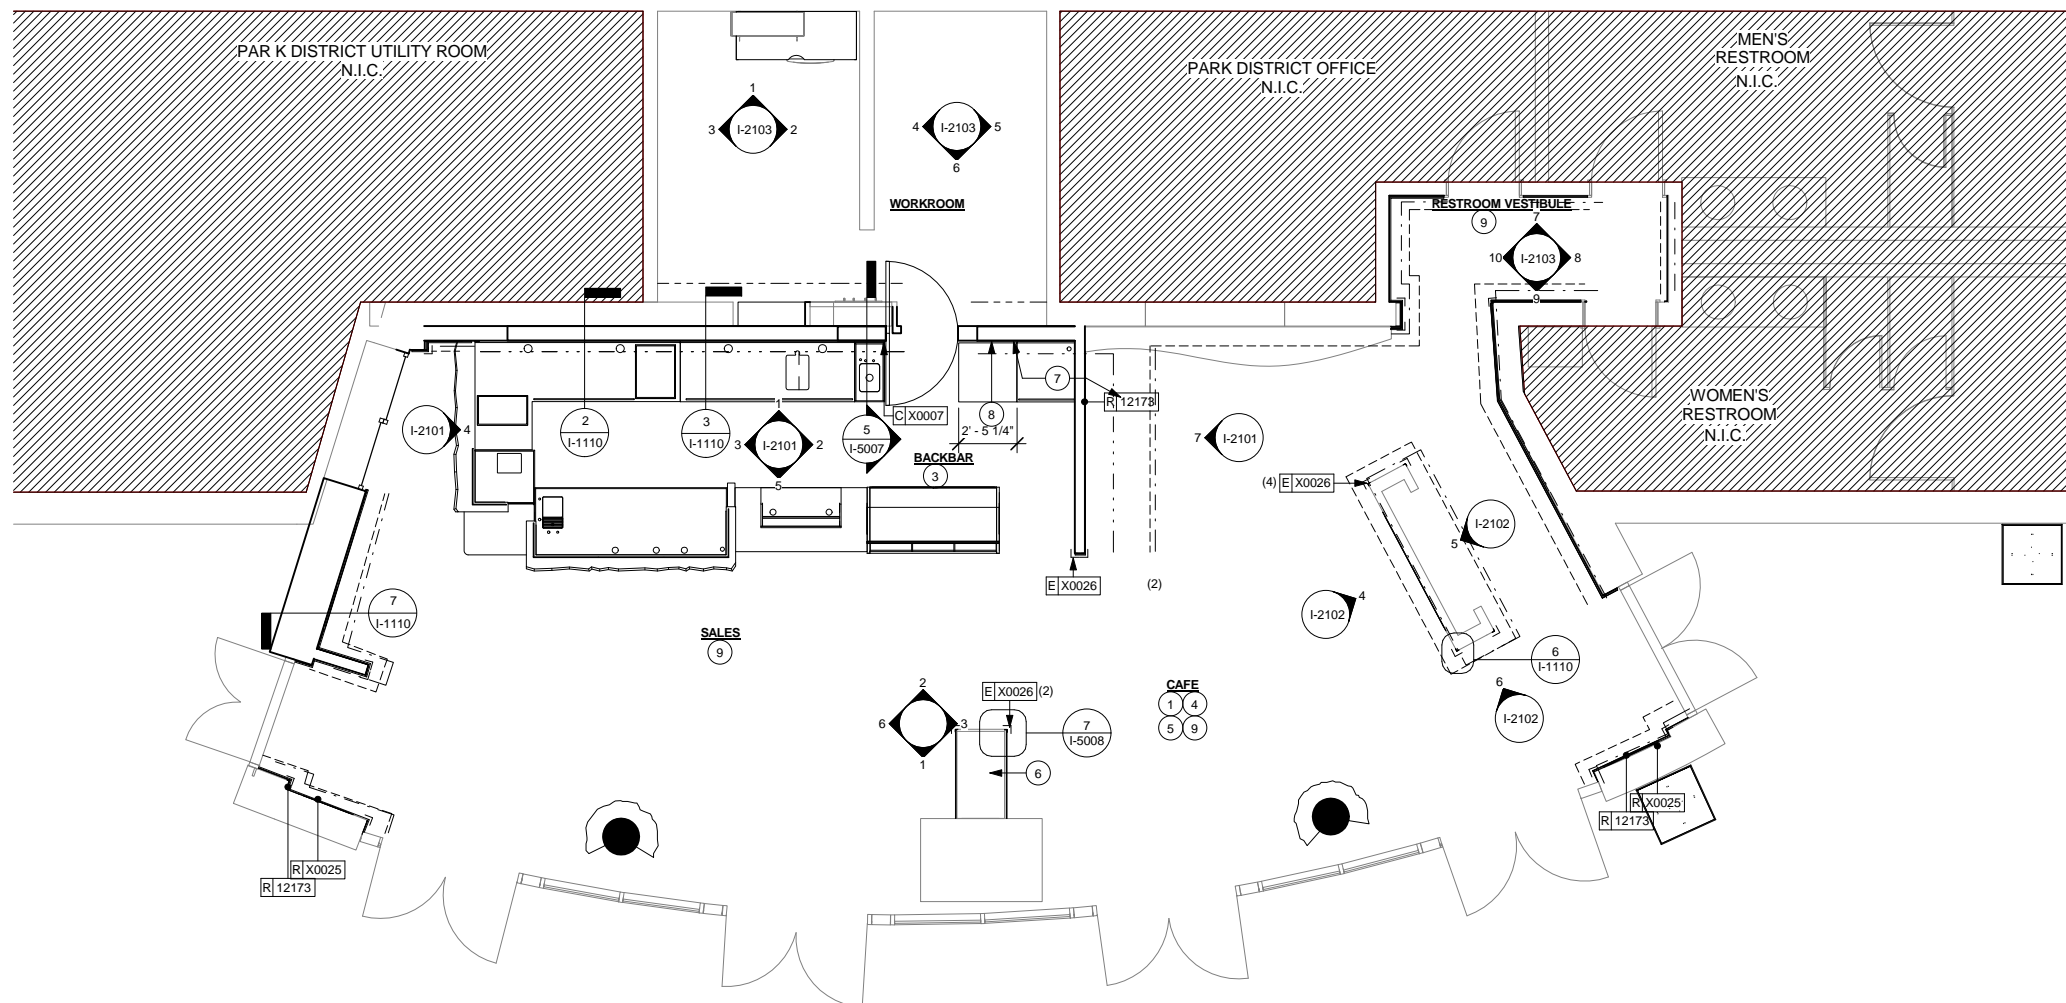 PAR K DISTRICT UTILITY ROOM
N.I.C.
PARK DISTRICT OFFICE
N.I.C.
MEN'S
RESTROOM
N.I.C.
1
3 I-2103 2
4 I-2103 5
6
WORKROOM
RESTROOM VESTIBULE
9
7
10 I-2103 8
9
WOMEN'S
RESTROOM
N.I.C.
I-2101 4
2
I-1110
3
I-1110
1
3 I-2101 2
5
5
I-5007
C X0007
8
2' - 5 1/4"
7
R 12173
BACKBAR
3
7 I-2101
(4) E X0026
I-2102
5
E X0026 (2)
I-2102 4
7
I-1110
SALES
9
6
I-1110
2
6 3
1
E X0026 (2)
7
I-5008
6
CAFE
1 4
5 9
6
I-2102
R X0025
R 12173
R X0025
R 12173